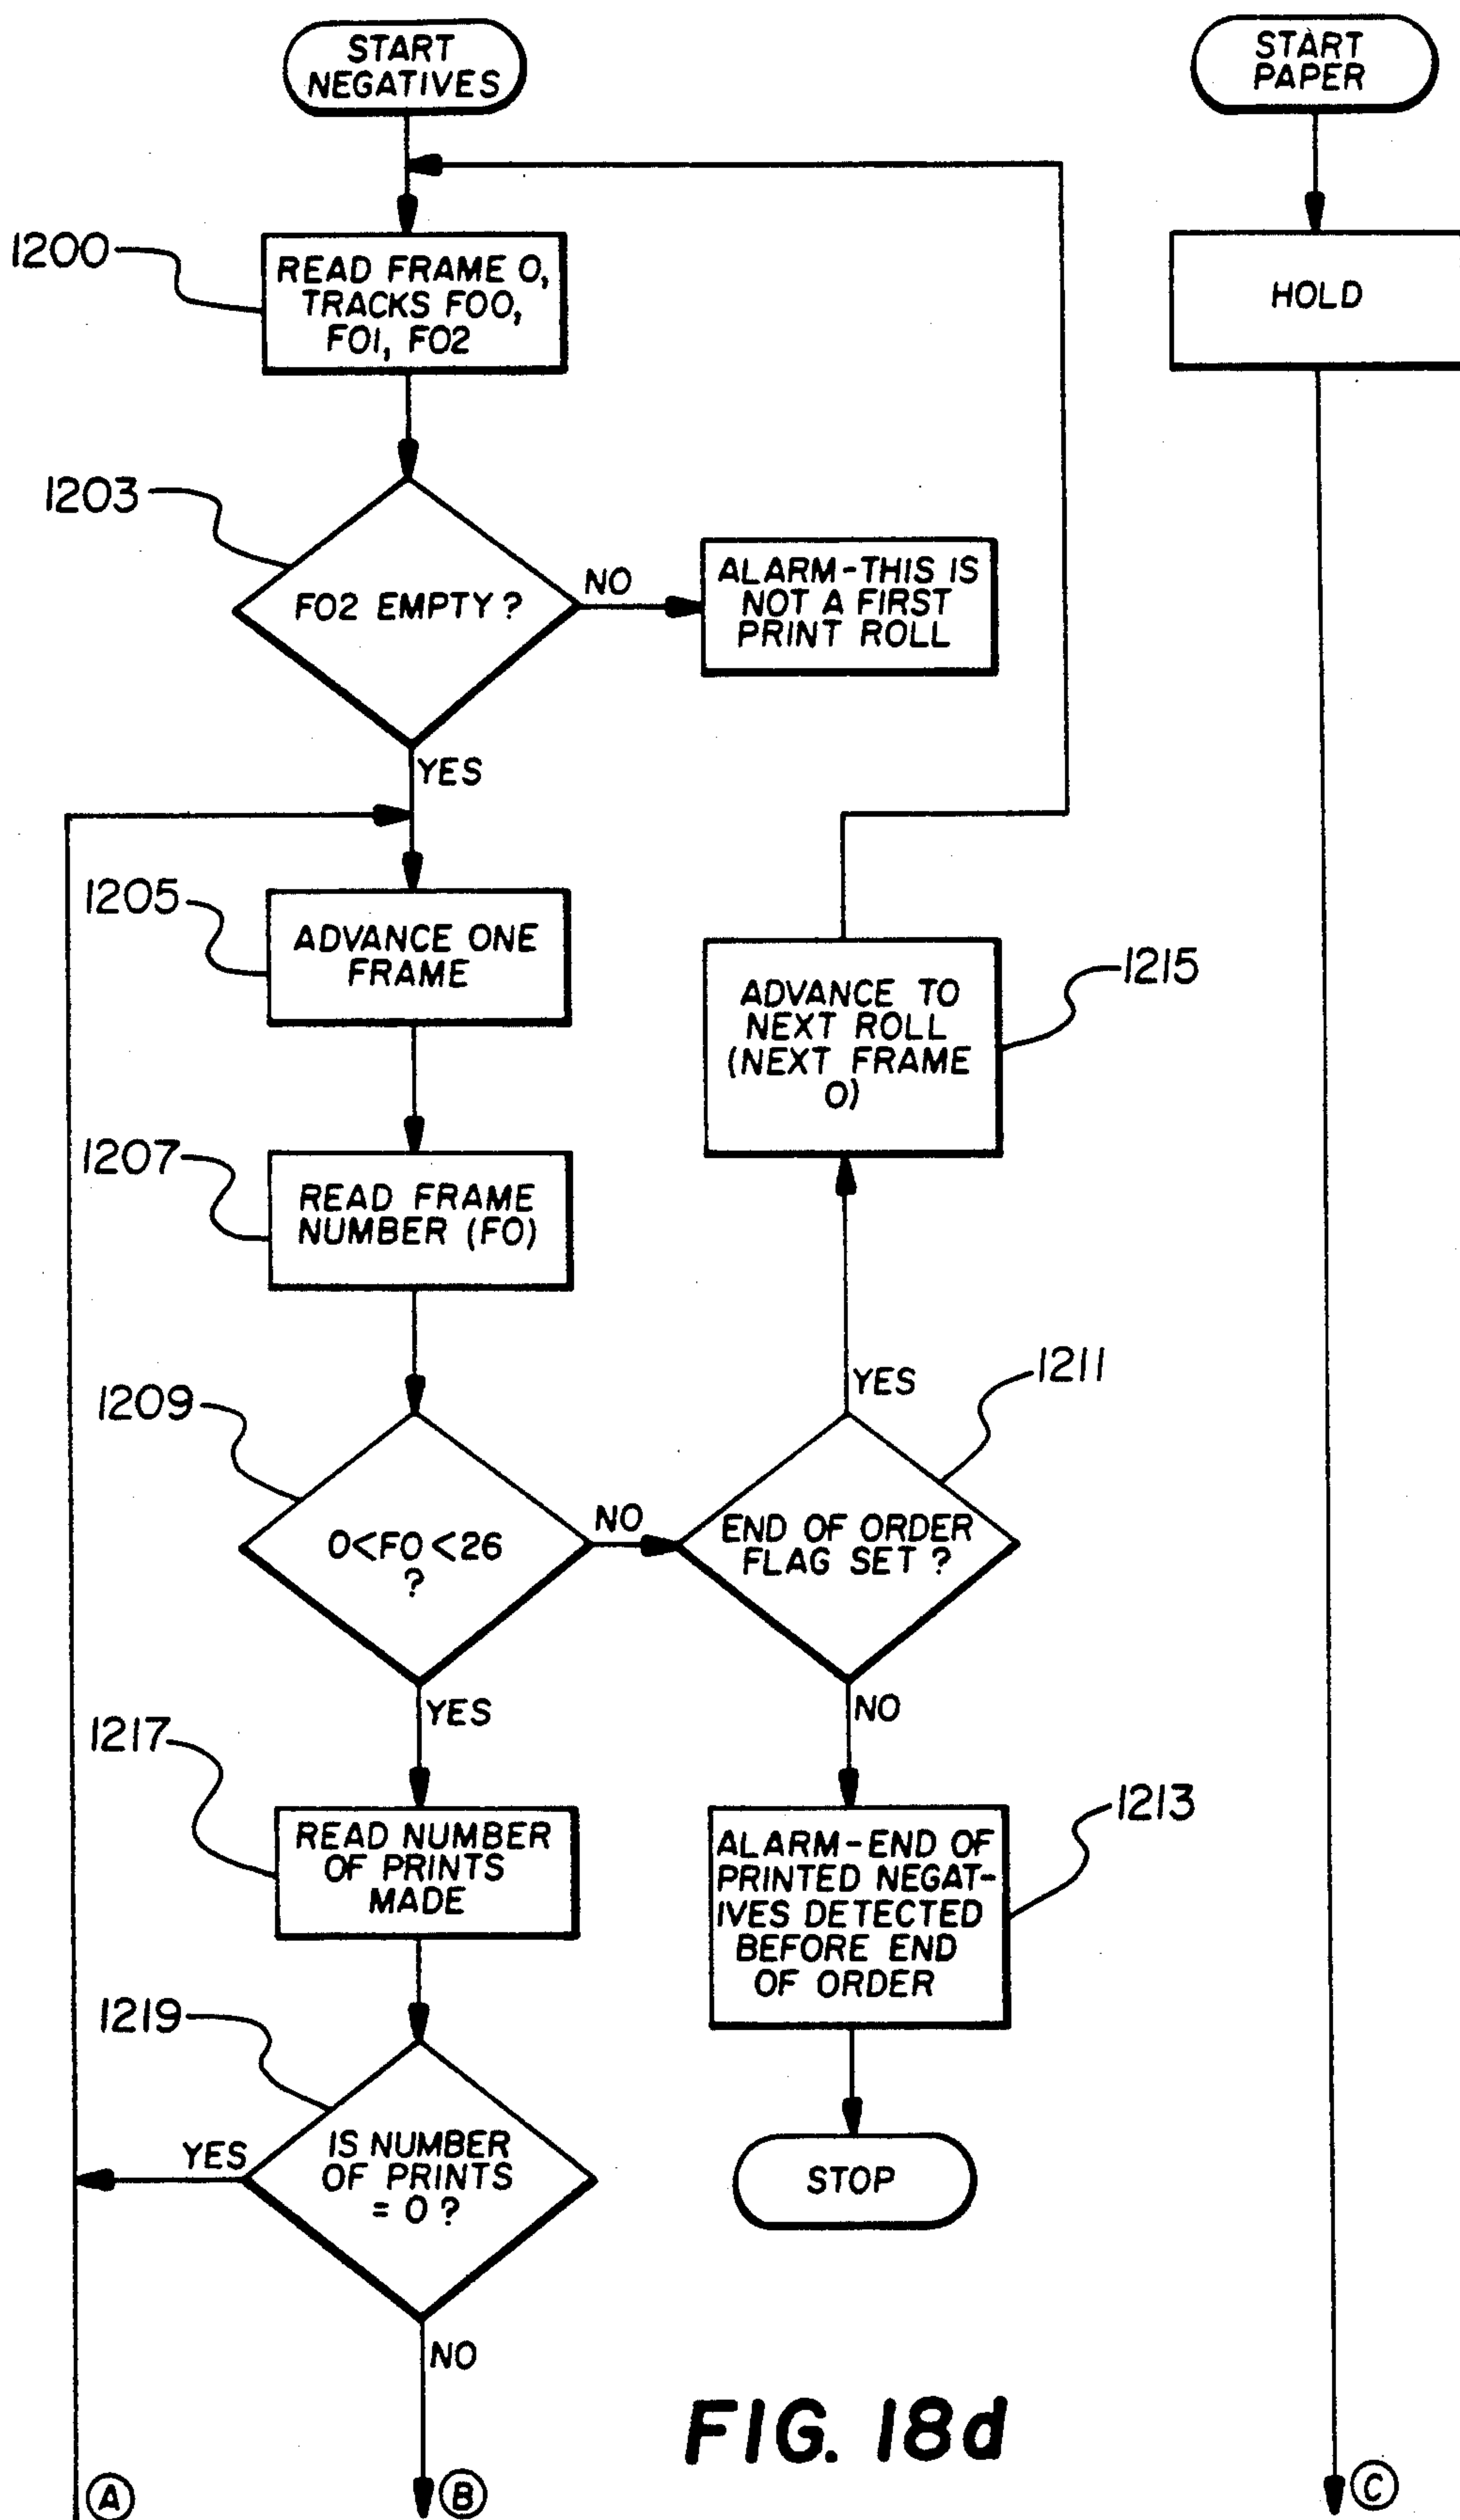 START
NEGATIVES
START
PAPER
1200
READ FRAME 0,
TRACKS F00,
F01, F02
HOLD
1203
F02 EMPTY ?
NO
ALARM-THIS IS
NOT A FIRST
PRINT ROLL
YES
1205
ADVANCE ONE
FRAME
ADVANCE TO
NEXT ROLL
(NEXT FRAME
0)
1215
1207
READ FRAME
NUMBER (F0)
1209
0<F0<26
?
NO
YES
1211
END OF ORDER
FLAG SET ?
YES
NO
1217
READ NUMBER
OF PRINTS
MADE
1213
ALARM-END OF
PRINTED NEGAT-
IVES DETECTED
BEFORE END
OF ORDER
1219
YES
IS NUMBER
OF PRINTS
= 0 ?
STOP
NO
FIG. 18d
A
B
C